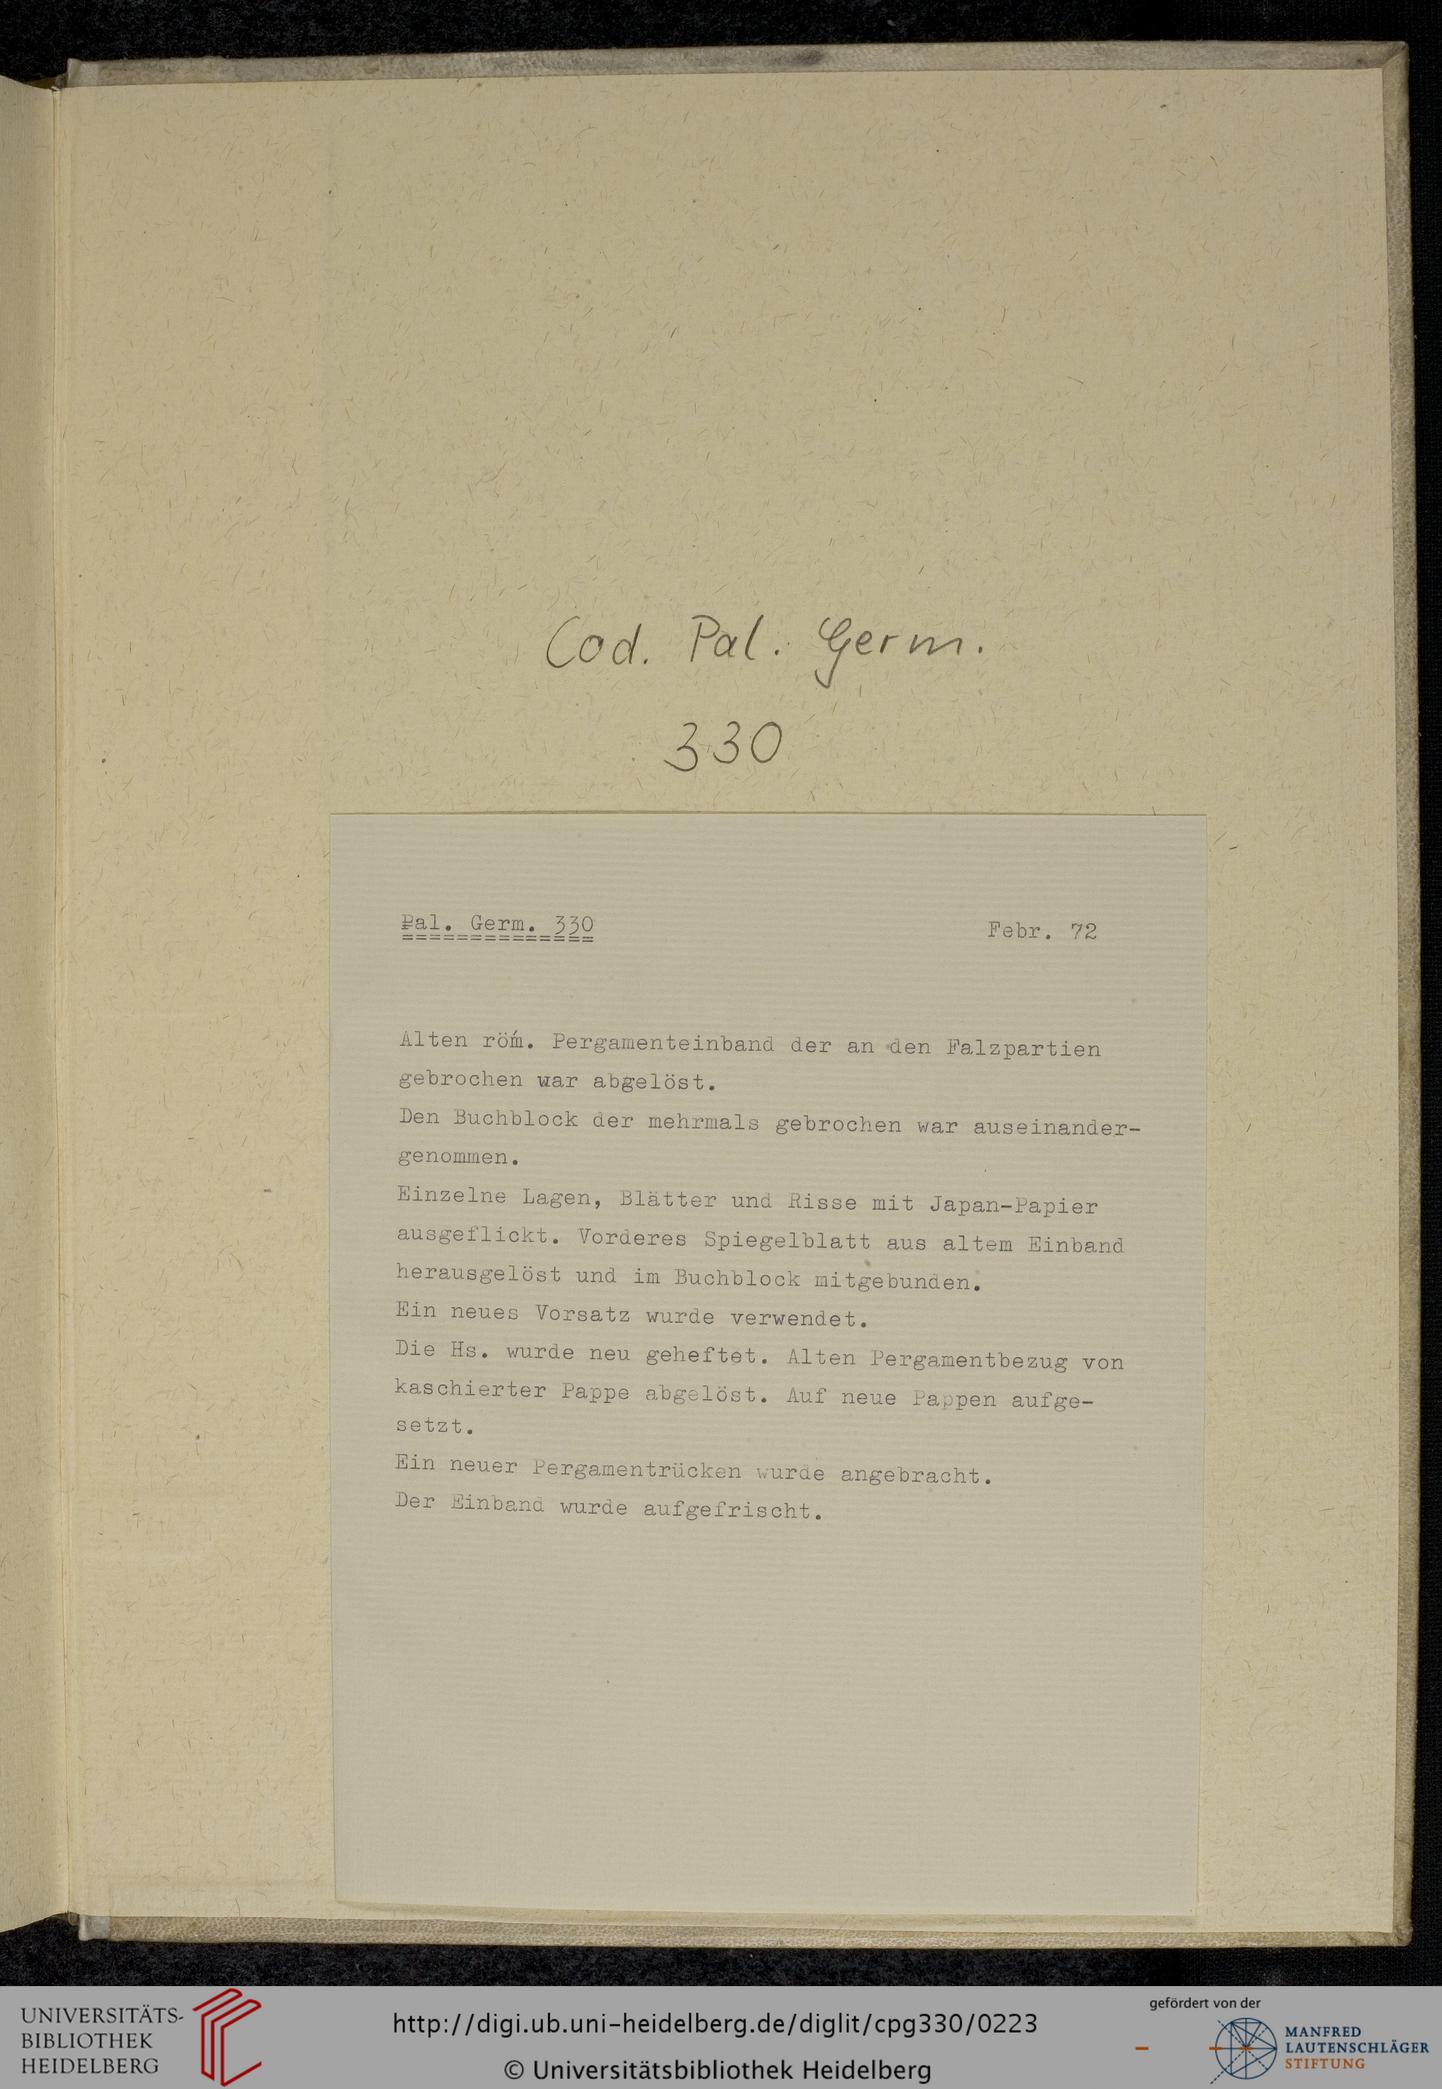 Cod. Pal. Germ.
330
Pal. Germ. 330
Febr. 72
==============
Alten röm. Pergamenteinband der an den Falzpartien
gebrochen war abgelöst.
Den Buchblock der mehrmals gebrochen war auseinander-
genommen.
Einzelne Lagen, Blätter und Risse mit Japan-Papier
ausgeflickt. Vorderes Spiegelblatt aus altem Einband
herausgelöst und im Buchblock mitgebunden.
Ein neues Vorsatz wurde verwendet.
Die Hs. wurde neu geheftet. Alten Pergamentbezug von
kaschierter Pappe abgelöst. Auf neue Pappen aufge-
setzt.
Ein neuer Pergamentrücken wurde angebracht.
Der Einband wurde aufgefrischt.
UNIVERSITÄTS-
BIBLIOTHEK
HEIDELBERG
http://digi.ub.uni-heidelberg.de/diglit/cpg330/0223
© Universitätsbibliothek Heidelberg
gefördert von der
MANFRED
LAUTENSCHLÄGER
STIFTUNG